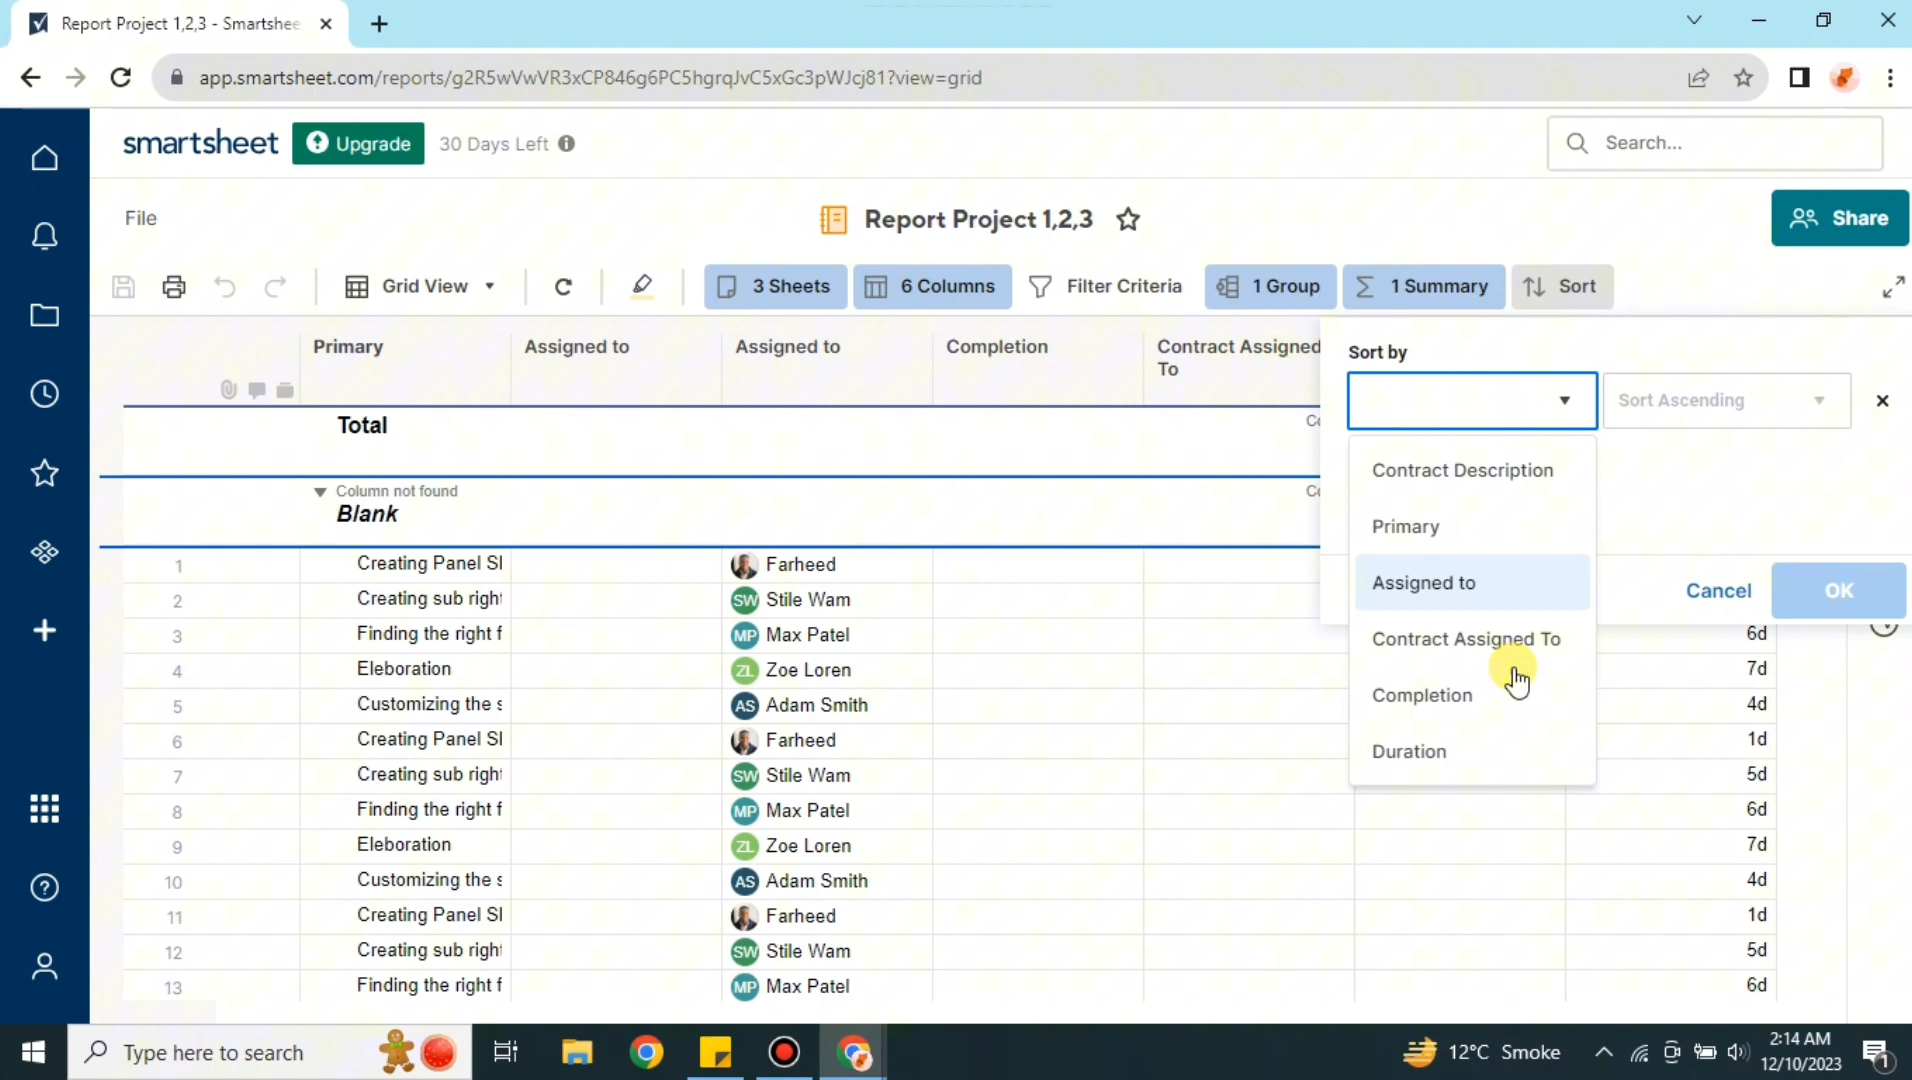 Report Project 1,2,3 - Smartshee
app.smartsheet.com/reports/g2R5wVwVR3xCP846g6PC5hgrqJvC5xGc3pWJcj81?view=grid
smartsheet Upgrade 30 Days Left Search...
File Report Project 1,2,3 Share
Grid View 3 Sheets 6 Columns Filter Criteria 1 Group 1 Summary Sort
Primary Assigned to Assigned to Completion Contract Assigned To
Sort by
Sort Ascending
Total Co
Column not found Co
Blank
Contract Description
Primary
Assigned to
Contract Assigned To
Completion
Duration
Cancel OK
1 Creating Panel Sl Farheed
2 Creating sub right SW Stile Wam
3 Finding the right f MP Max Patel 6d
4 Eleboration ZL Zoe Loren 7d
5 Customizing the s AS Adam Smith 4d
6 Creating Panel Sl Farheed 1d
7 Creating sub right SW Stile Wam 5d
8 Finding the right f MP Max Patel 6d
9 Eleboration ZL Zoe Loren 7d
10 Customizing the s AS Adam Smith 4d
11 Creating Panel Sl Farheed 1d
12 Creating sub right SW Stile Wam 5d
13 Finding the right f MP Max Patel 6d
Type here to search 12°C Smoke 2:14 AM
12/10/2023 1